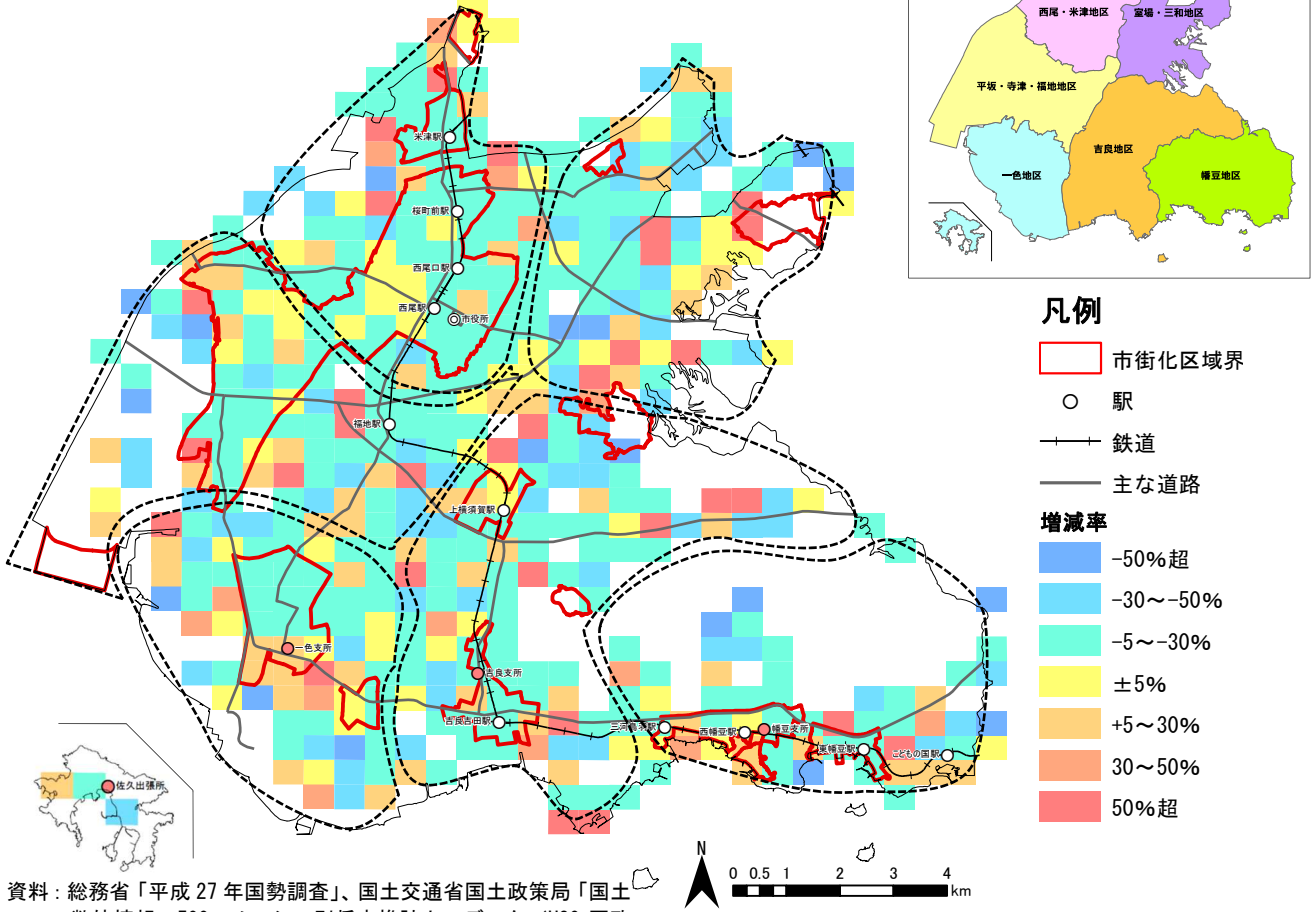 西尾・米津地区
室場・三和地区
平坂・寺津・福地地区
吉良地区
一色地区
幡豆地区
米津駅
桜町前駅
西尾口駅
西尾駅
市役所
福地駅
上横須賀駅
一色支所
吉良支所
吉良吉田駅
三河鳥羽駅
西幡豆駅
幡豆支所
東幡豆駅
こどもの国駅
佐久出張所
凡例
市街化区域界
駅
鉄道
主な道路
増減率
-50%超
-30～-50%
-5～-30%
±5%
+5～30%
30～50%
50%超
N
0 0.5 1 2 3 4
km
資料：総務省「平成 27 年国勢調査」、国土交通省国土政策局「国土